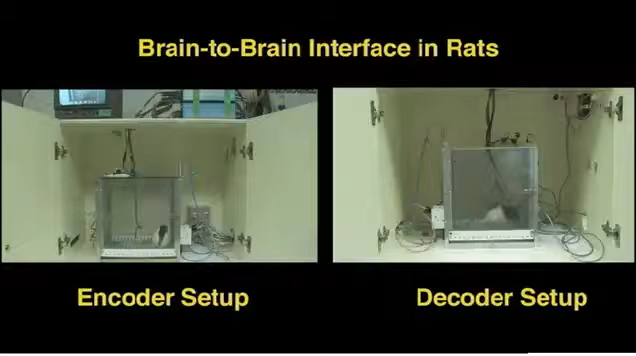 Brain-to-Brain Interface in Rats
Encoder Setup
Decoder Setup